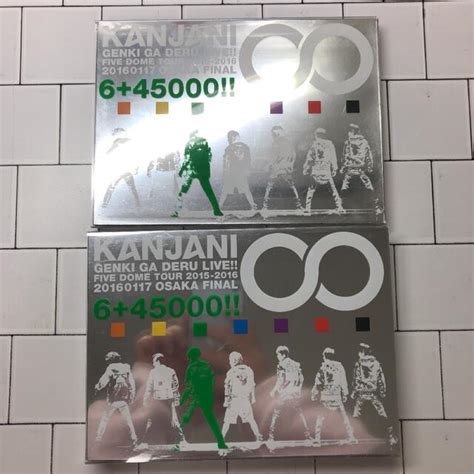 KANJANI
GENKI GA DERU LIVE!!
FIVE DOME TOUR 2015-2016
20160117 OSAKA FINAL
6+45000!!
KANJANI
GENKI GA DERU LIVE!!
FIVE DOME TOUR 2015-2016
20160117 OSAKA FINAL
6+45000!!